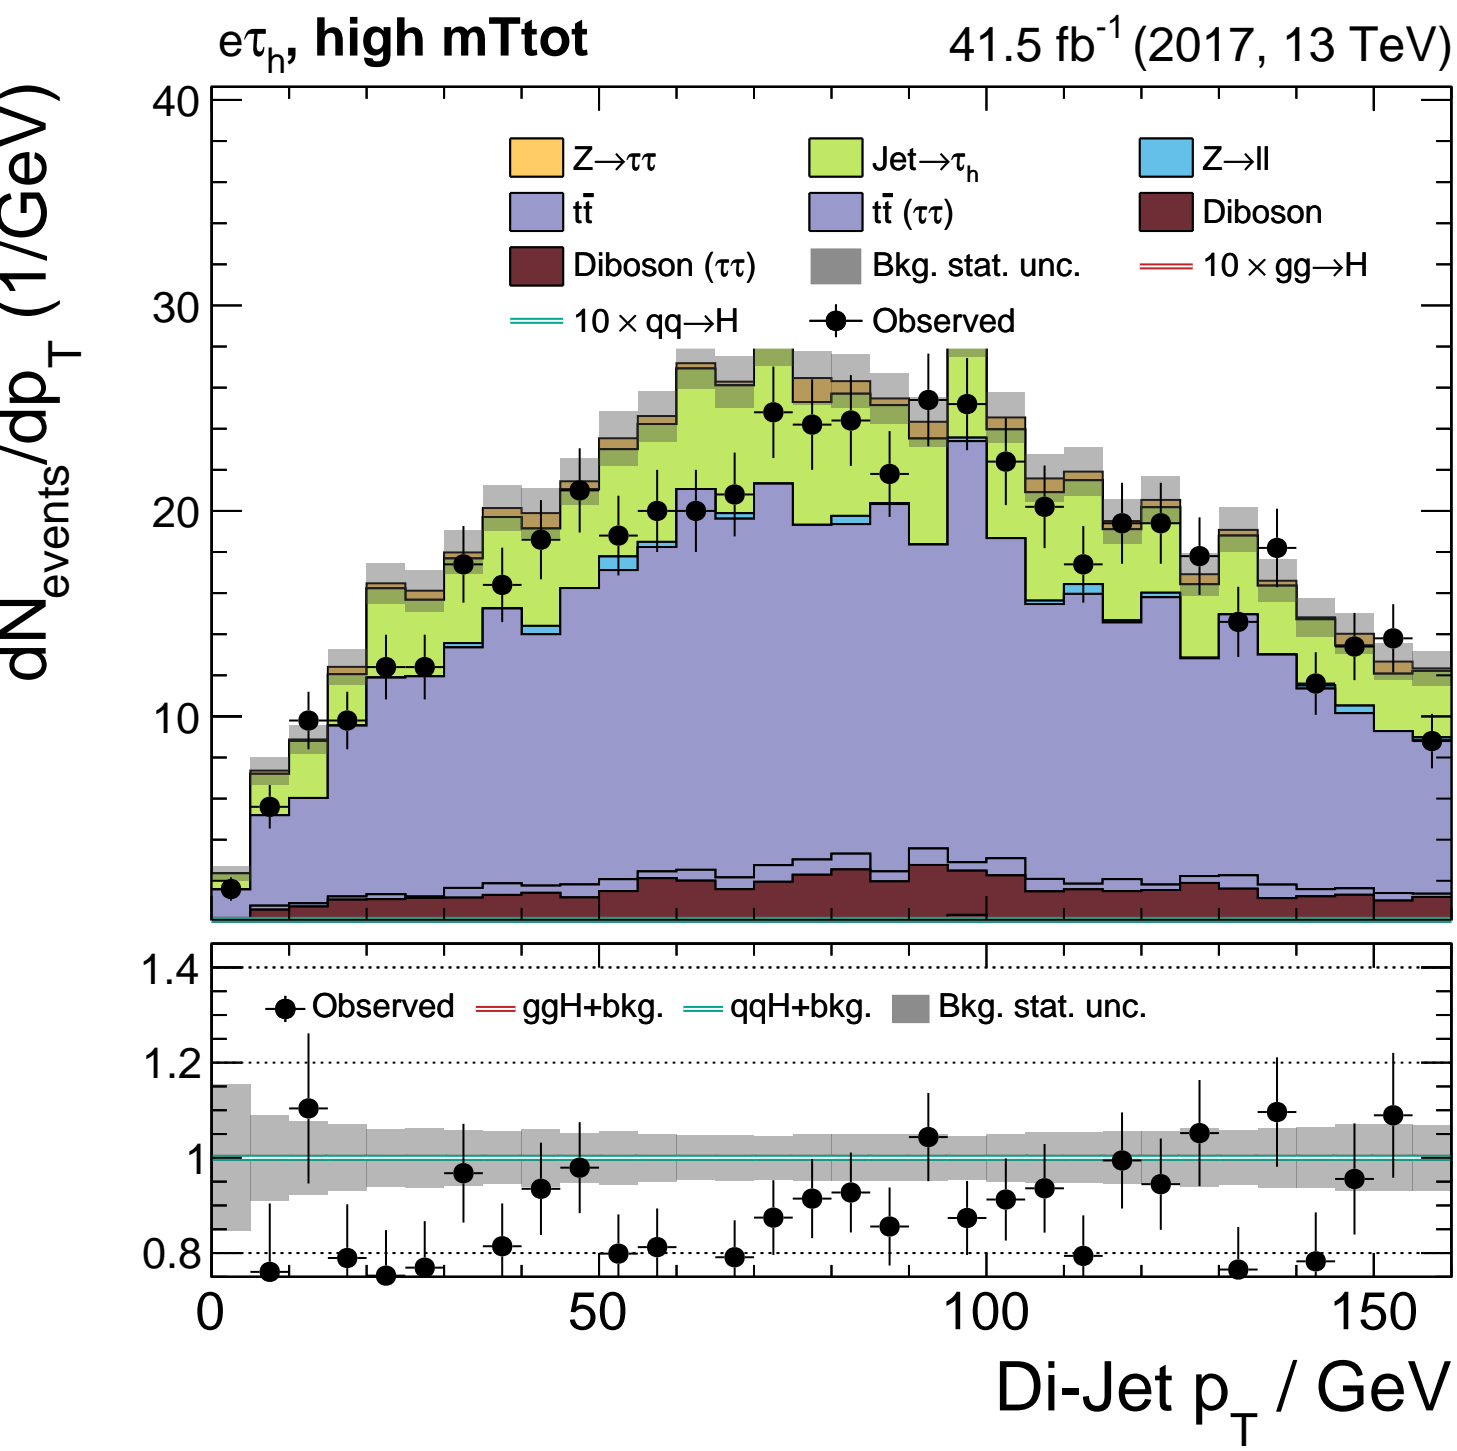 eτh, high mTtot
41.5 fb-1 (2017, 13 TeV)
dNevents/dpT (1/GeV)
40
30
20
10
Z→ττ Jet→τh Z→ll
tt̄ tt̄ (ττ) Diboson
Diboson (ττ) Bkg. stat. unc. 10 × gg→H
10 × qq→H Observed
1.4
1.2
1
0.8
Observed ggH+bkg. qqH+bkg. Bkg. stat. unc.
0 50 100 150
Di-Jet pT / GeV